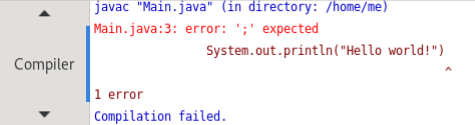 javac "Main.java" (in directory: /home/me)
Main.java:3: error: ';' expected
System.out.println("Hello world!")
^
1 error
Compilation failed.
Compiler